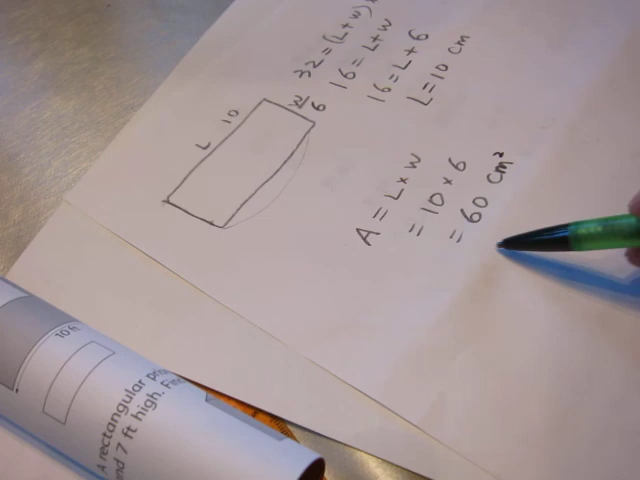 32 = (L+W)
16 = L+W
16 = L+6
L = 10 cm
W
6
L 10
A = L × W
= 10 × 6
= 60 cm²
10 ft
A rectangular
and 7 ft high.